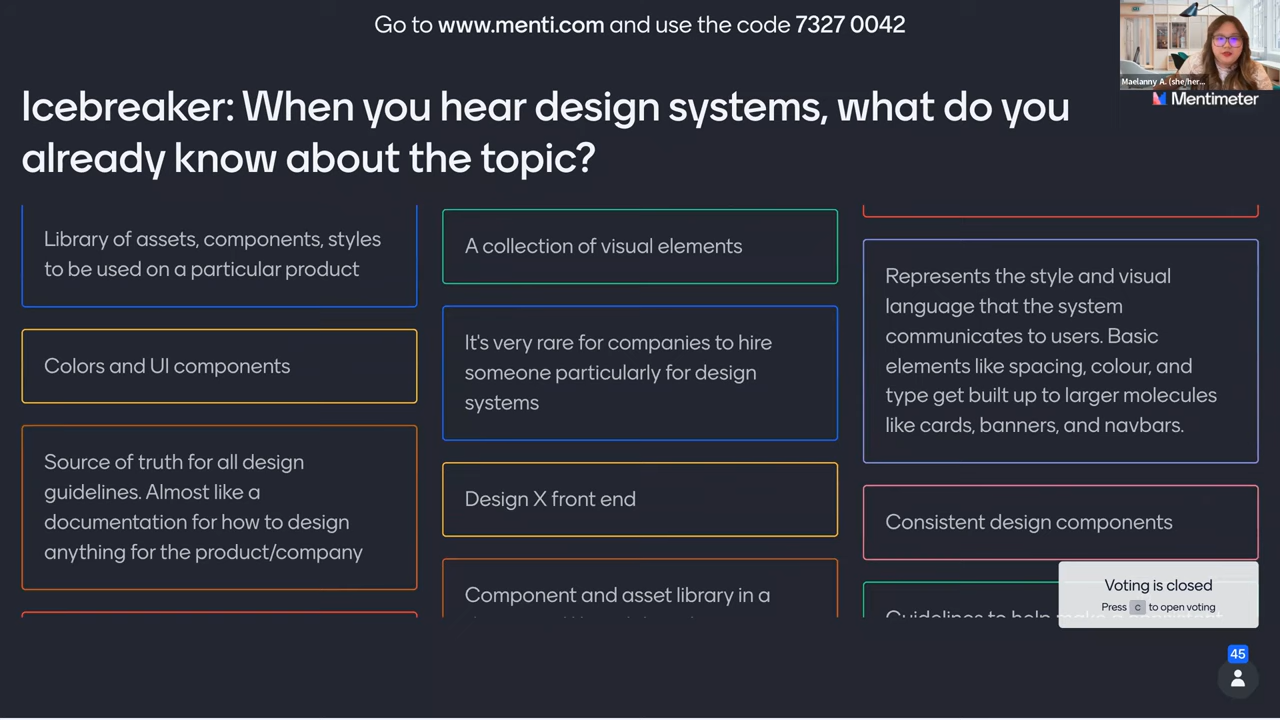 Go to www.menti.com and use the code 7327 0042
Maelanny A. (she/her...
Mentimeter
Icebreaker: When you hear design systems, what do you
already know about the topic?
Library of assets, components, styles
to be used on a particular product
Colors and UI components
Source of truth for all design
guidelines. Almost like a
documentation for how to design
anything for the product/company
A collection of visual elements
It's very rare for companies to hire
someone particularly for design
systems
Design X front end
Component and asset library in a
Represents the style and visual
language that the system
communicates to users. Basic
elements like spacing, colour, and
type get built up to larger molecules
like cards, banners, and navbars.
Consistent design components
Guidelines to help make a consistent
Voting is closed
Press C to open voting
45